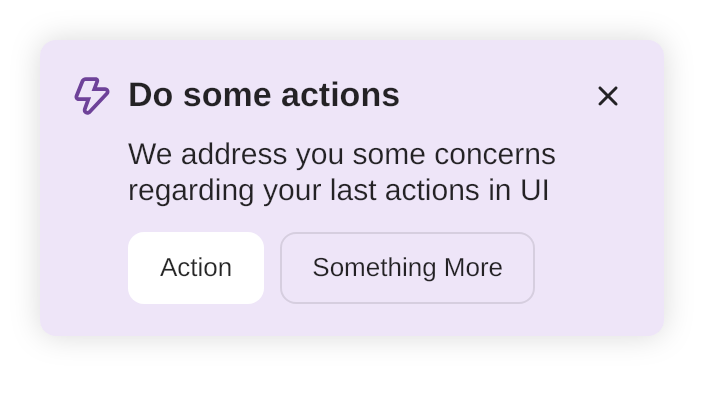 Do some actions
We address you some concerns
regarding your last actions in UI
Action
Something More